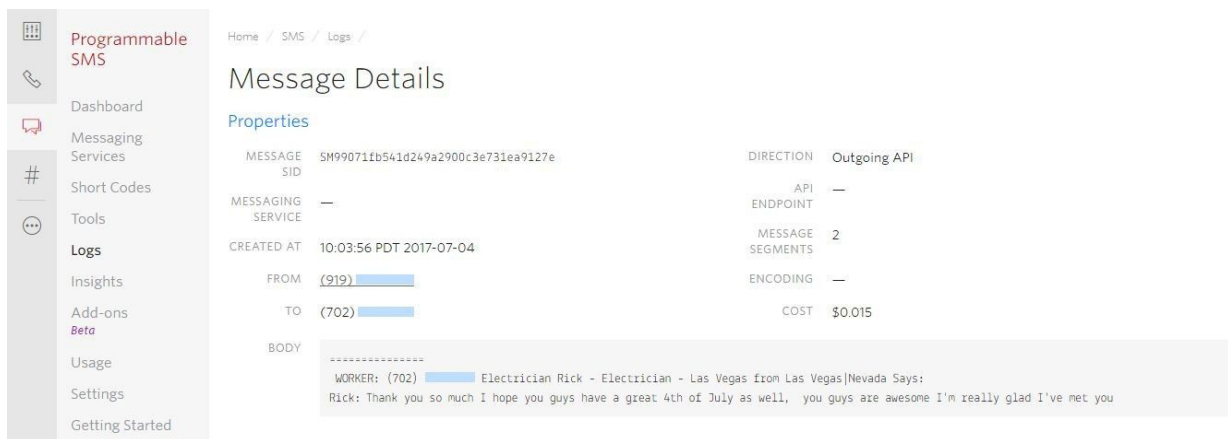 Programmable
SMS
Dashboard
Messaging
Services
Short Codes
Tools
Logs
Insights
Add-ons
Beta
Usage
Settings
Getting Started
Home / SMS / Logs /
Message Details
Properties
MESSAGE SID SM99071fb541d249a2900c3e731ea9127e
MESSAGING SERVICE —
CREATED AT 10:03:56 PDT 2017-07-04
FROM (919)
TO (702)
DIRECTION Outgoing API
API ENDPOINT —
MESSAGE SEGMENTS 2
ENCODING —
COST $0.015
BODY
===============
WORKER: (702) Electrician Rick - Electrician - Las Vegas from Las Vegas|Nevada Says:
Rick: Thank you so much I hope you guys have a great 4th of July as well, you guys are awesome I'm really glad I've met you